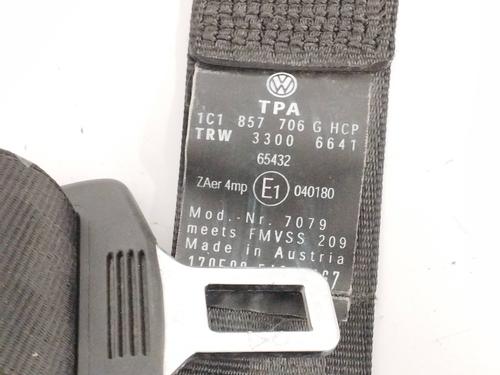 TPA
1C1 857 706 G HCP
TRW 3300 6641
65432
ZAer 4mp E1 040180
Mod.-Nr. 7079
meets FMVSS 209
Made in Austria